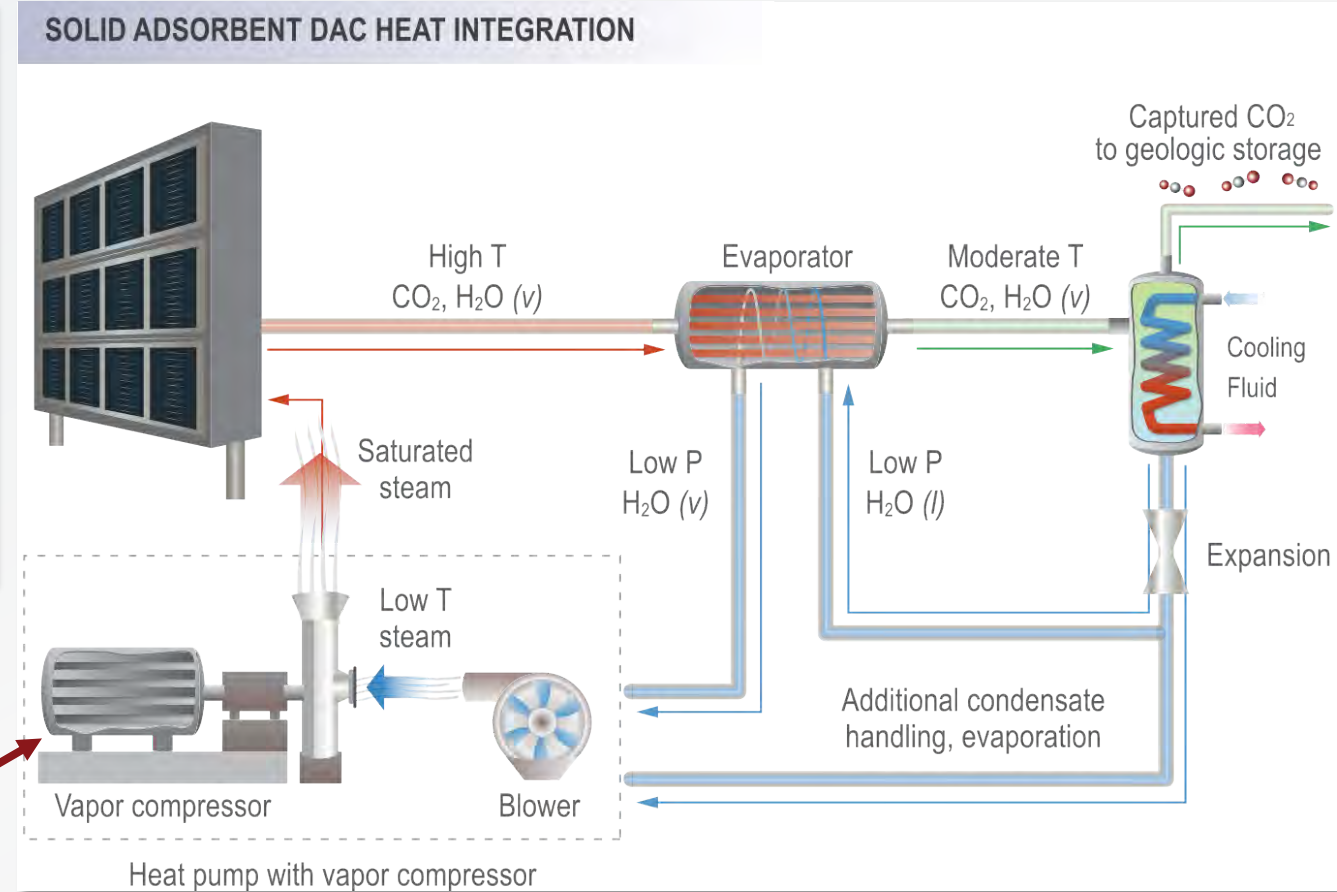 SOLID ADSORBENT DAC HEAT INTEGRATION
Captured CO₂
to geologic storage
High T
CO₂, H₂O (v)
Evaporator
Moderate T
CO₂, H₂O (v)
Cooling
Fluid
Saturated
steam
Low P
H₂O (v)
Low P
H₂O (l)
Expansion
Low T
steam
Additional condensate
handling, evaporation
Vapor compressor
Blower
Heat pump with vapor compressor